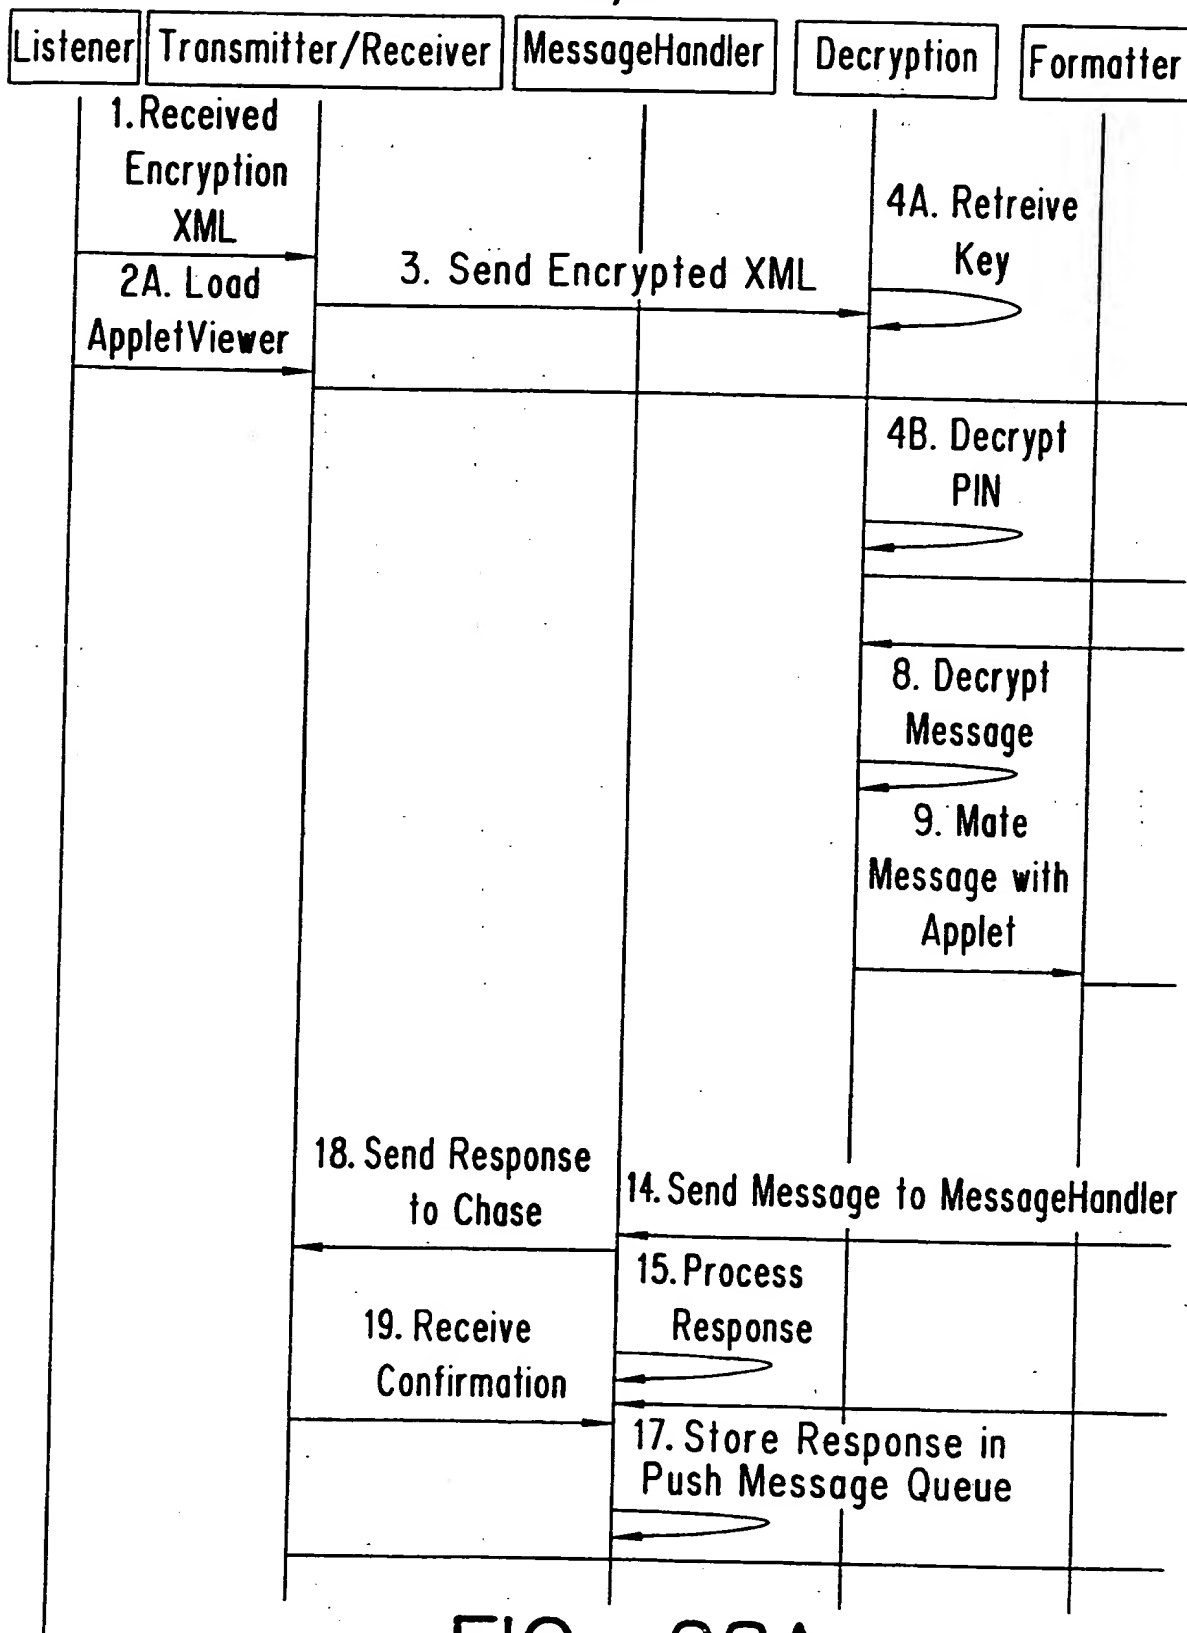 Listener Transmitter/Receiver MessageHandler Decryption Formatter
1. Received
Encryption
XML
2A. Load
AppletViewer
3. Send Encrypted XML
4A. Retreive
Key
4B. Decrypt
PIN
8. Decrypt
Message
9. Mate
Message with
Applet
18. Send Response
to Chase
14. Send Message to MessageHandler
15. Process
Response
19. Receive
Confirmation
17. Store Response in
Push Message Queue